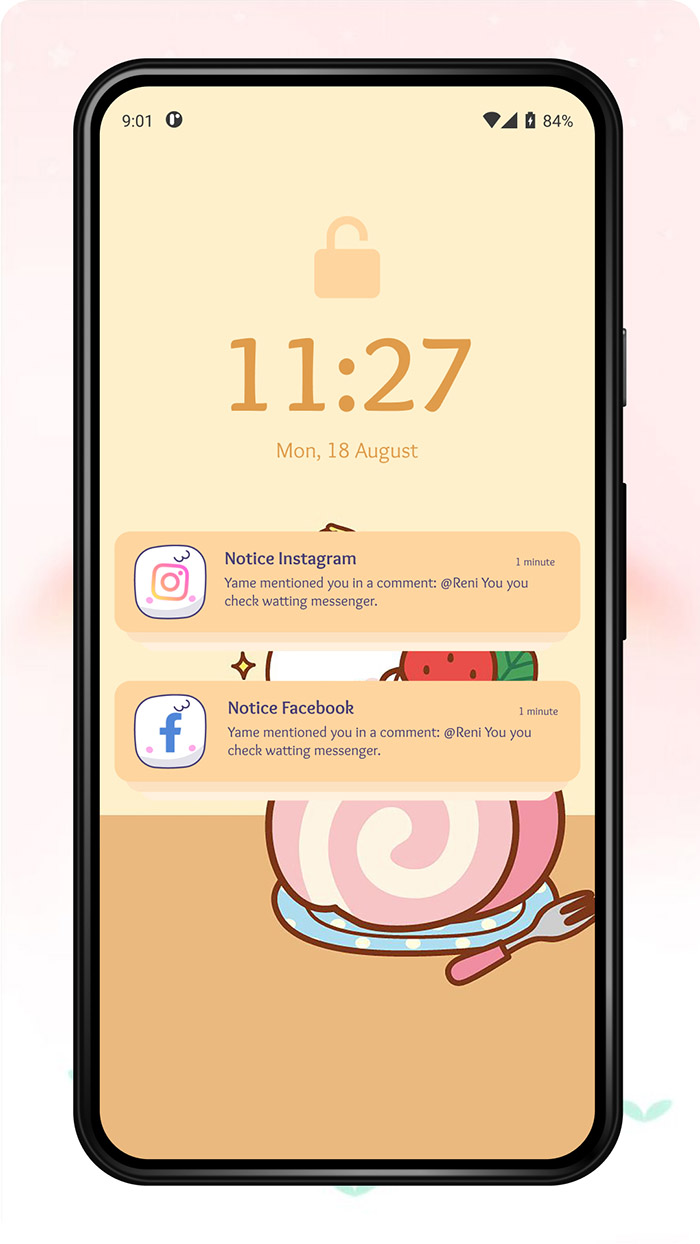 9:01 84%
11:27
Mon, 18 August
Notice Instagram 1 minute
Yame mentioned you in a comment: @Reni You you
check watting messenger.
Notice Facebook 1 minute
Yame mentioned you in a comment: @Reni You you
check watting messenger.